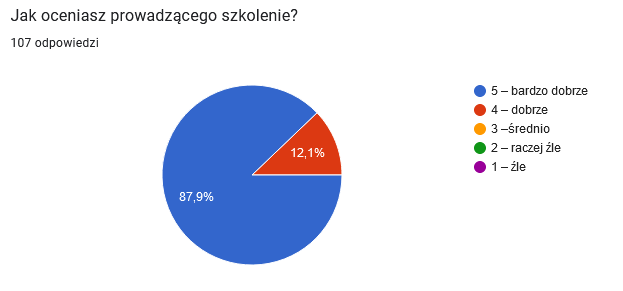 Jak oceniasz prowadzącego szkolenie?
107 odpowiedzi
5 – bardzo dobrze
4 – dobrze
3 –średnio
2 – raczej źle
1 – źle
12,1%
87,9%